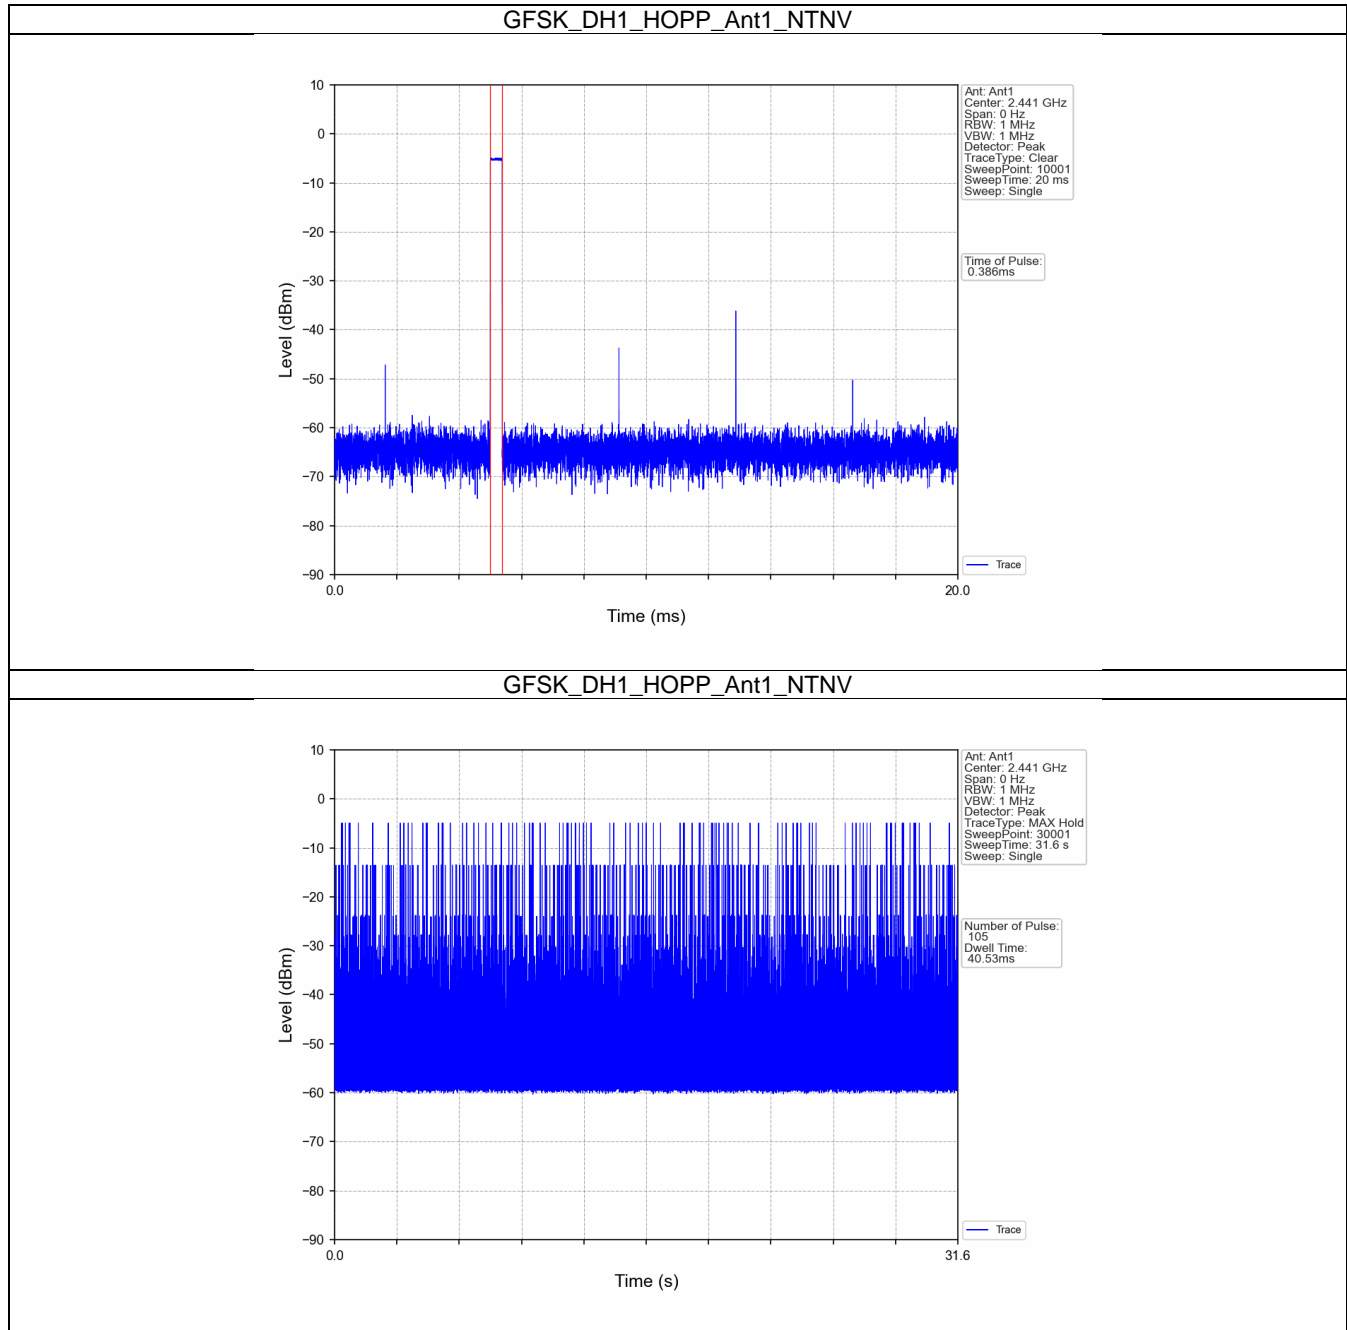 GFSK_DH1_HOPP_Ant1_NTNV
10
0
−10
−20
−30
−40
−50
−60
−70
−80
−90
Level (dBm)
0.0
20.0
Time (ms)
Ant: Ant1
Center: 2.441 GHz
Span: 0 Hz
RBW: 1 MHz
VBW: 1 MHz
Detector: Peak
TraceType: Clear
SweepPoint: 10001
SweepTime: 20 ms
Sweep: Single
Time of Pulse:
0.386ms
Trace
GFSK_DH1_HOPP_Ant1_NTNV
10
0
−10
−20
−30
−40
−50
−60
−70
−80
−90
Level (dBm)
0.0
31.6
Time (s)
Ant: Ant1
Center: 2.441 GHz
Span: 0 Hz
RBW: 1 MHz
VBW: 1 MHz
Detector: Peak
TraceType: MAX Hold
SweepPoint: 30001
SweepTime: 31.6 s
Sweep: Single
Number of Pulse:
105
Dwell Time:
40.53ms
Trace